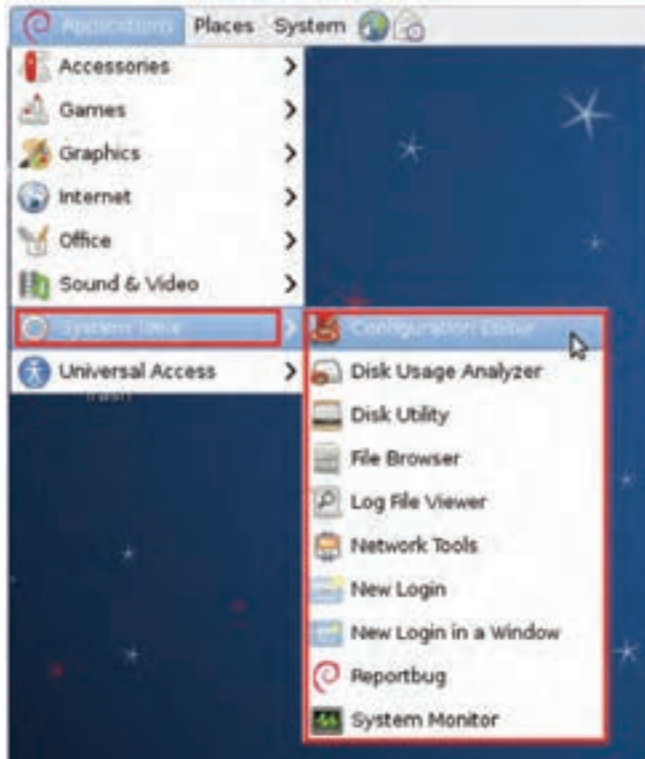 Applications Places System
Accessories
Games
Graphics
Internet
Office
Sound & Video
System Tools
Universal Access
Trash
Configuration Editor
Disk Usage Analyzer
Disk Utility
File Browser
Log File Viewer
Network Tools
New Login
New Login in a Window
Reportbug
System Monitor